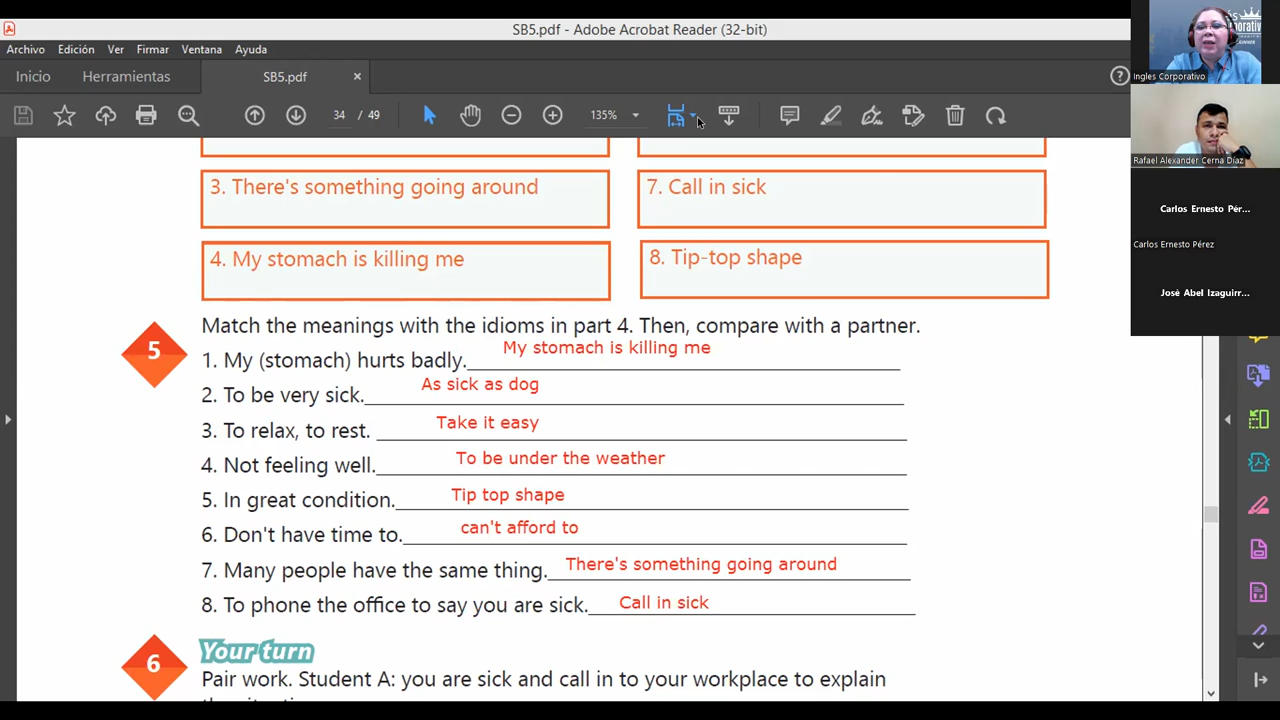 SB5.pdf - Adobe Acrobat Reader (32-bit)
Archivo Edición Ver Firmar Ventana Ayuda
Inicio Herramientas SB5.pdf ×
34 / 49 135%
3. There's something going around
7. Call in sick
4. My stomach is killing me
8. Tip-top shape
5
Match the meanings with the idioms in part 4. Then, compare with a partner.
1. My (stomach) hurts badly. My stomach is killing me
2. To be very sick. As sick as dog
3. To relax, to rest. Take it easy
4. Not feeling well. To be under the weather
5. In great condition. Tip top shape
6. Don't have time to. can't afford to
7. Many people have the same thing. There's something going around
8. To phone the office to say you are sick. Call in sick
6
Your turn
Pair work. Student A: you are sick and call in to your workplace to explain
Ingles Corporativo
Rafael Alexander Cerna Díaz
Carlos Ernesto Pér...
Carlos Ernesto Pérez
Josè Abel Izaguirr...